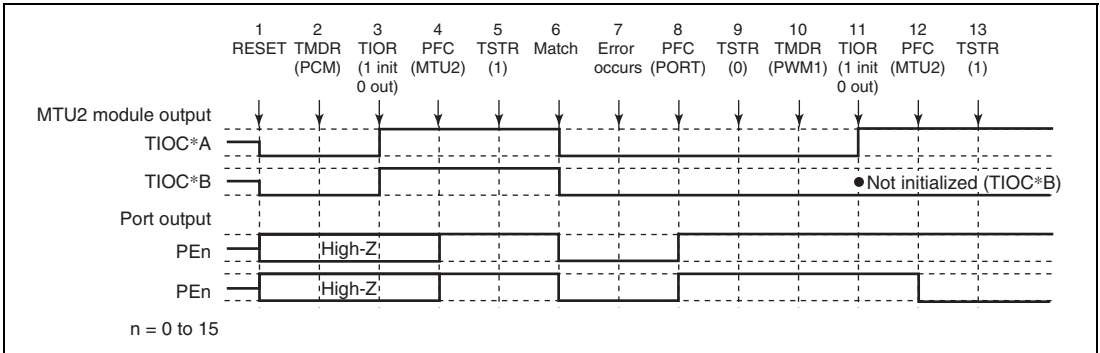 1 2 3 4 5 6 7 8 9 10 11 12 13
RESET TMDR TIOR PFC TSTR Match Error PFC TSTR TMDR TIOR PFC TSTR
(PCM) (1 init (MTU2) (1) occurs (PORT) (0) (PWM1) (1 init (MTU2) (1)
0 out) 0 out)
MTU2 module output
TIOC*A
TIOC*B
●Not initialized (TIOC*B)
Port output
PEn High-Z
PEn High-Z
n = 0 to 15